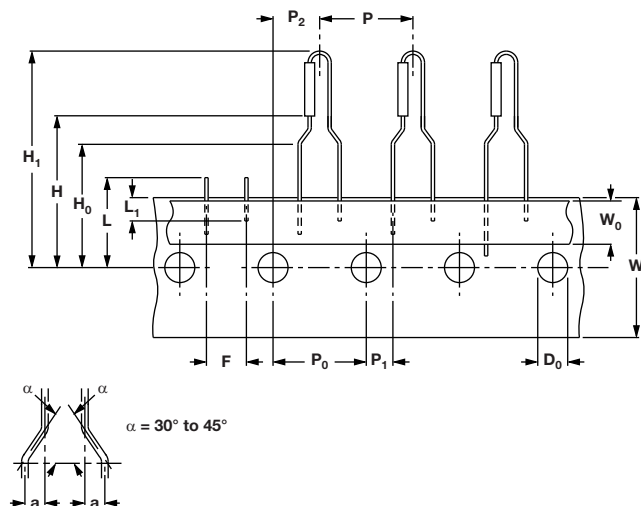 P₂ P
H₁
H
H₀
L
L₁
W₀
W
F P₀ P₁ D₀
α α
α = 30° to 45°
a a